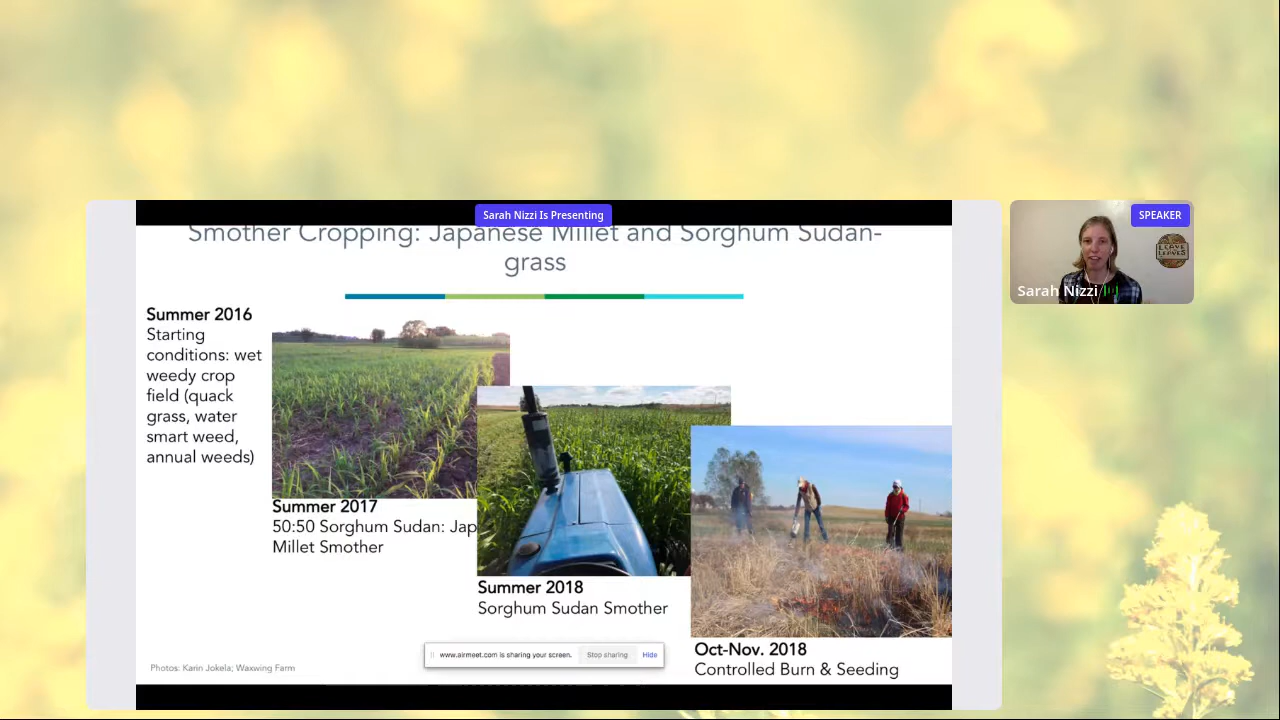 Sarah Nizzi Is Presenting
SPEAKER
Smother Cropping: Japanese Millet and Sorghum Sudan-
grass
LEAVE
LEAVES
Sarah Nizzi
Summer 2016
Starting
conditions: wet
weedy crop
field (quack
grass, water
smart weed,
annual weeds)
Summer 2017
50:50 Sorghum Sudan: Jap
Millet Smother
Summer 2018
Sorghum Sudan Smother
Oct-Nov. 2018
Controlled Burn & Seeding
www.airmeet.com is sharing your screen.
Stop sharing
Hide
Photos: Karin Jokela; Waxwing Farm